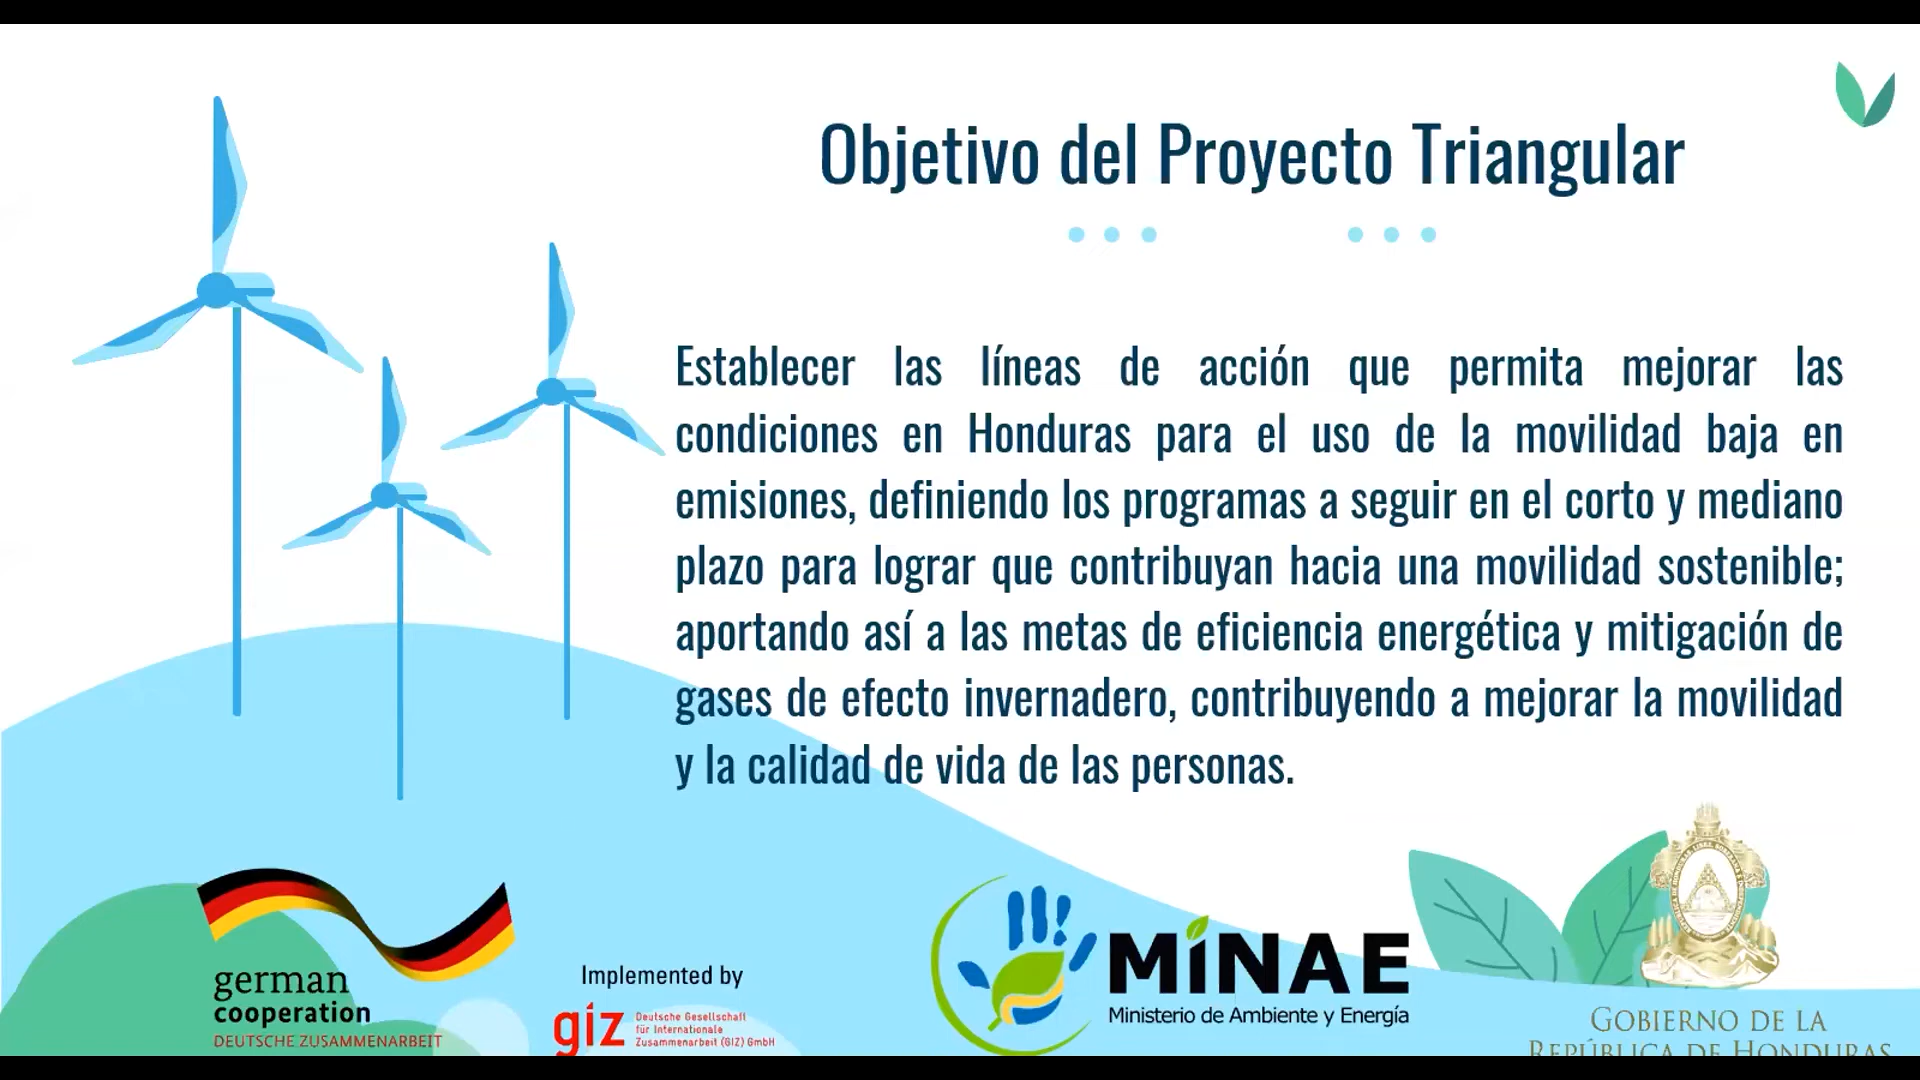 Objetivo del Proyecto Triangular
Establecer las líneas de acción que permita mejorar las
condiciones en Honduras para el uso de la movilidad baja en
emisiones, definiendo los programas a seguir en el corto y mediano
plazo para lograr que contribuyan hacia una movilidad sostenible;
aportando así a las metas de eficiencia energética y mitigación de
gases de efecto invernadero, contribuyendo a mejorar la movilidad
y la calidad de vida de las personas.
german
cooperation
DEUTSCHE ZUSAMMENARBEIT
Implemented by
giz
Deutsche Gesellschaft
für Internationale
Zusammenarbeit (GIZ) GmbH
MiNAE
Ministerio de Ambiente y Energía
GOBIERNO DE LA
REPÚBLICA DE HONDURAS